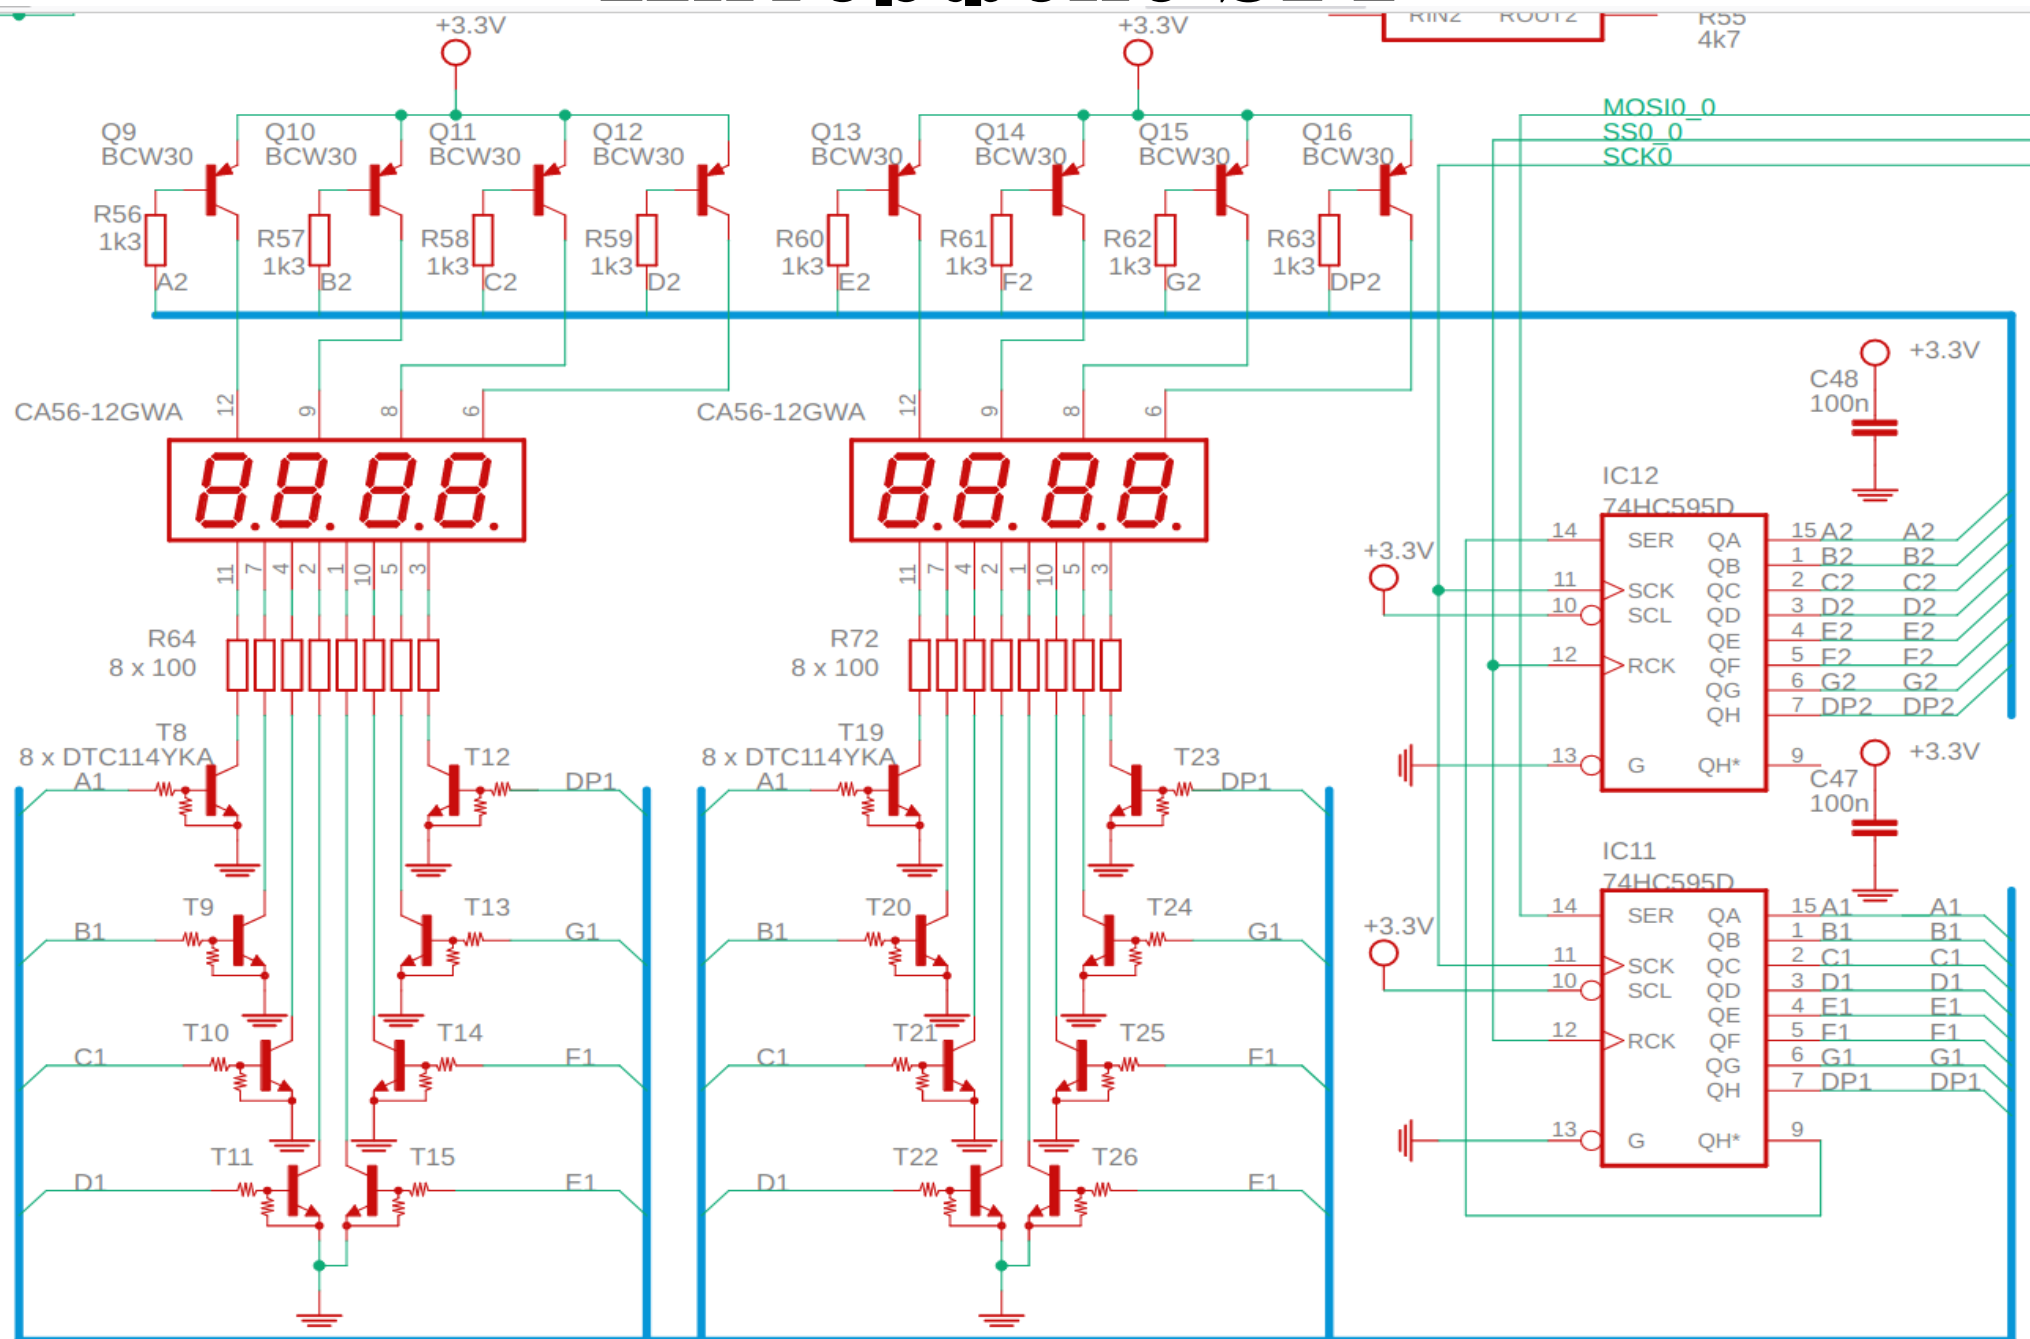 RIN2 ROUT2
R55
4k7
+3.3V
+3.3V
MOSI0_0
SS0_0
SCK0
Q9
BCW30
Q10
BCW30
Q11
BCW30
Q12
BCW30
Q13
BCW30
Q14
BCW30
Q15
BCW30
Q16
BCW30
R56
1k3
R57
1k3
R58
1k3
R59
1k3
R60
1k3
R61
1k3
R62
1k3
R63
1k3
A2
B2
C2
D2
E2
F2
G2
DP2
CA56-12GWA
12 9 8 6
8.8.8.8.
11 7 4 2 1 10 5 3
R64
8 x 100
T8
8 x DTC114YKA
A1
T12
DP1
T9
B1
T13
G1
T10
C1
T14
F1
T11
D1
T15
E1
CA56-12GWA
12 9 8 6
8.8.8.8.
11 7 4 2 1 10 5 3
R72
8 x 100
T19
8 x DTC114YKA
A1
T23
DP1
T20
B1
T24
G1
T21
C1
T25
F1
T22
D1
T26
E1
+3.3V
C48
100n
IC12
74HC595D
+3.3V
14 SER QA 15 A2 A2
QB 1 B2 B2
11 SCK QC 2 C2 C2
10 SCL QD 3 D2 D2
QE 4 E2 E2
12 RCK QF 5 F2 F2
QG 6 G2 G2
QH 7 DP2 DP2
13 G QH* 9
+3.3V
C47
100n
IC11
74HC595D
+3.3V
14 SER QA 15 A1 A1
QB 1 B1 B1
11 SCK QC 2 C1 C1
10 SCL QD 3 D1 D1
QE 4 E1 E1
12 RCK QF 5 F1 F1
QG 6 G1 G1
QH 7 DP1 DP1
13 G QH* 9